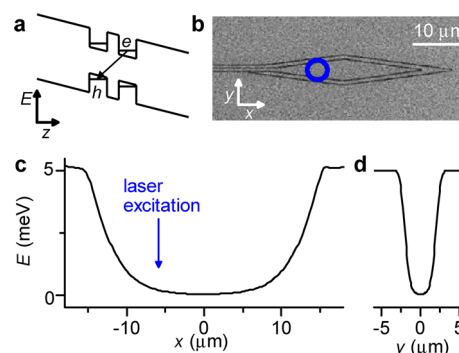 a
e
h
E
z
b
10 μm
y
x
c
5
0
E (meV)
laser
excitation
-10 0 10
x (μm)
d
-5 0 5
y (μm)